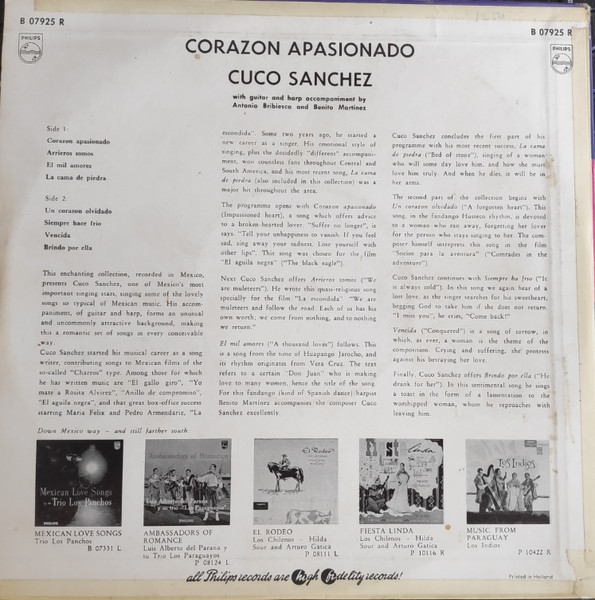 B 07925 R
B 07925 R
PHILIPS
PHILIPS
CORAZON APASIONADO
CUCO SANCHEZ
with guitar and harp accompaniment by
Antonio Bribiesca and Benito Martinez
Side 1:
Corazon apasionado
Arrieros somos
El mil amores
La cama de piedra
Side 2:
Un corazon olvidado
Siempre hace frio
Vencida
Brindo por ella
This enchanting collection, recorded in Mexico,
presents Cuco Sanchez, one of Mexico's most
important singing stars, singing some of the lovely
songs so typical of Mexican music. His accom-
paniment, of guitar and harp, forms an unusual
and uncommonly attractive background, making
this a romantic set of songs in every conceivable
way.
Cuco Sanchez started his musical career as a song
writer, contributing songs to Mexican films of the
so-called "Charros" type. Among those for which
he has written music are "El gallo giro", "Yo
mate a Rosita Alvirez", "Anillo de compromiso",
"El aguila negra", and that great box-office success
starring Maria Felix and Pedro Armendariz, "La
escondida". Some two years ago, he started a
new career as a singer. His emotional style of
singing, plus the decidedly "different" accompani-
ment, won countless fans throughout Central and
South America, and his most recent song, La cama
de piedra (also included in this collection) was a
major hit throughout the area.
The programme opens with Corazon apasionado
(Impassioned heart), a song which offers advice
to a broken-hearted lover. "Suffer no longer", it
says. "Tell your unhappiness to vanish. If you feel
sad, sing away your sadness. Lose yourself with
other lips". This song was chosen for the film
"El aguila negra" ("The black eagle").
Next Cuco Sanchez offers Arrieros somos ("We
are muleteers"). He wrote this quasi-religious song
specially for the film "La escondida" "We are
muleteers and follow the road. Each of us has his
own worth; we come from nothing, and to nothing
we return."
El mil amores ("A thousand loves") follows. This
is a song from the time of Huapango Jarocho, and
its rhythm originates from Vera Cruz. The text
refers to a certain "Don Juan" who is making
love to many women, hence the title of the song.
For this fandango (kind of Spanish dance) harpist
Benito Martinez accompanies the composer Cuco
Sanchez excellently.
Cuco Sanchez concludes the first part of his
programme with his most recent success, La cama
de piedra ("Bed of stone"), singing of a woman
who will some day love him, and how she must
love him truly. And when he dies, it will be in
her arms.
The second part of the collection begins with
Un corazon olvidado ("A forgotten heart"). This
song, in the fandango Husteco rhythm, is devoted
to a woman who ran away, forgetting her lover
for the person who stays singing to her. The com-
poser himself interprets this song in the film
"Socios para la aventura" ("Comrades in the
adventure").
Cuco Sanchez continues with Siempre ha frio ("It
is always cold"). In this song we again hear of a
lost love, as the singer searches for his sweetheart,
begging God to take him if she does not return.
"I miss you", he cries, "Come back!"
Vencida ("Conquered") is a song of sorrow, in
which, as ever, a woman is the theme of the
composition. Crying and suffering, she protests
against his betraying her love.
Finally, Cuco Sanchez offers Brindo por ella ("He
drank for her"). In this sentimental song he sings
a toast in the form of a lamentation to the
worshipped woman, whom he reproaches with
leaving him.
Down Mexico way - and still farther south
Mexican Love Songs
Trio Los Panchos
Ambassadors of Romance
Luis Alberto del Parana
y su trio "Los Paraguayos"
El Rodeo
FIESTA LINDA
Los Indios
MEXICAN LOVE SONGS
Trio Los Panchos
B 07331 L
AMBASSADORS OF
ROMANCE
Luis Alberto del Parana y
su Trio Los Paraguayos
P 08124 L
EL RODEO
Los Chilenos - Hilda
Sour and Arturo Gatica
P 08111 L
FIESTA LINDA
Los Chilenos - Hilda
Sour and Arturo Gatica
P 10116 R
MUSIC FROM
PARAGUAY
Los Indios
P 10422 R
all Philips records are high fidelity records!
Printed in Holland